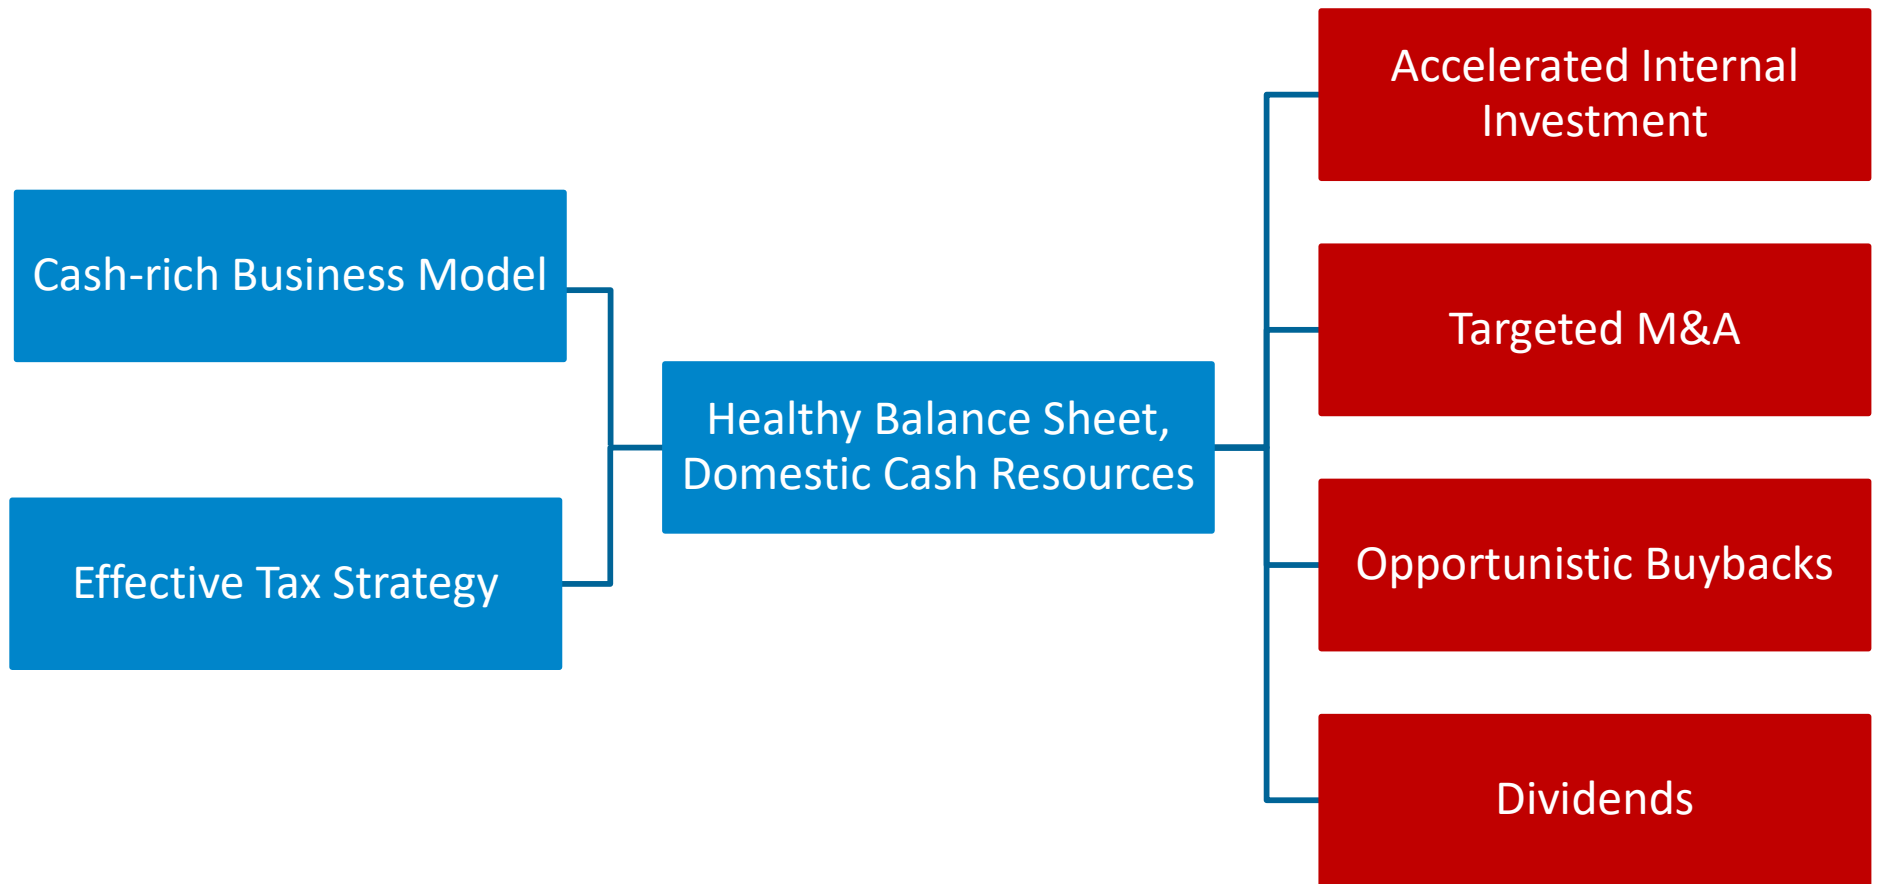 Cash-rich Business Model
Effective Tax Strategy
Healthy Balance Sheet,
Domestic Cash Resources
Accelerated Internal
Investment
Targeted M&A
Opportunistic Buybacks
Dividends